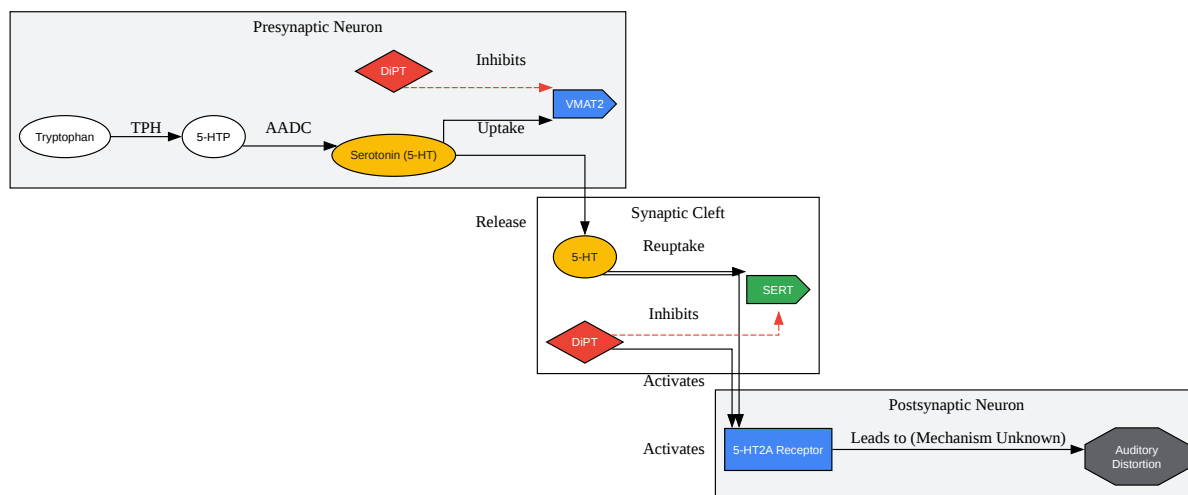 Presynaptic Neuron
Inhibits
DiPT
VMAT2
TPH
AADC
Uptake
Tryptophan
5-HTP
Serotonin (5-HT)
Release
Synaptic Cleft
Reuptake
5-HT
SERT
Inhibits
DiPT
Activates
Postsynaptic Neuron
Activates
5-HT2A Receptor
Leads to (Mechanism Unknown)
Auditory
Distortion